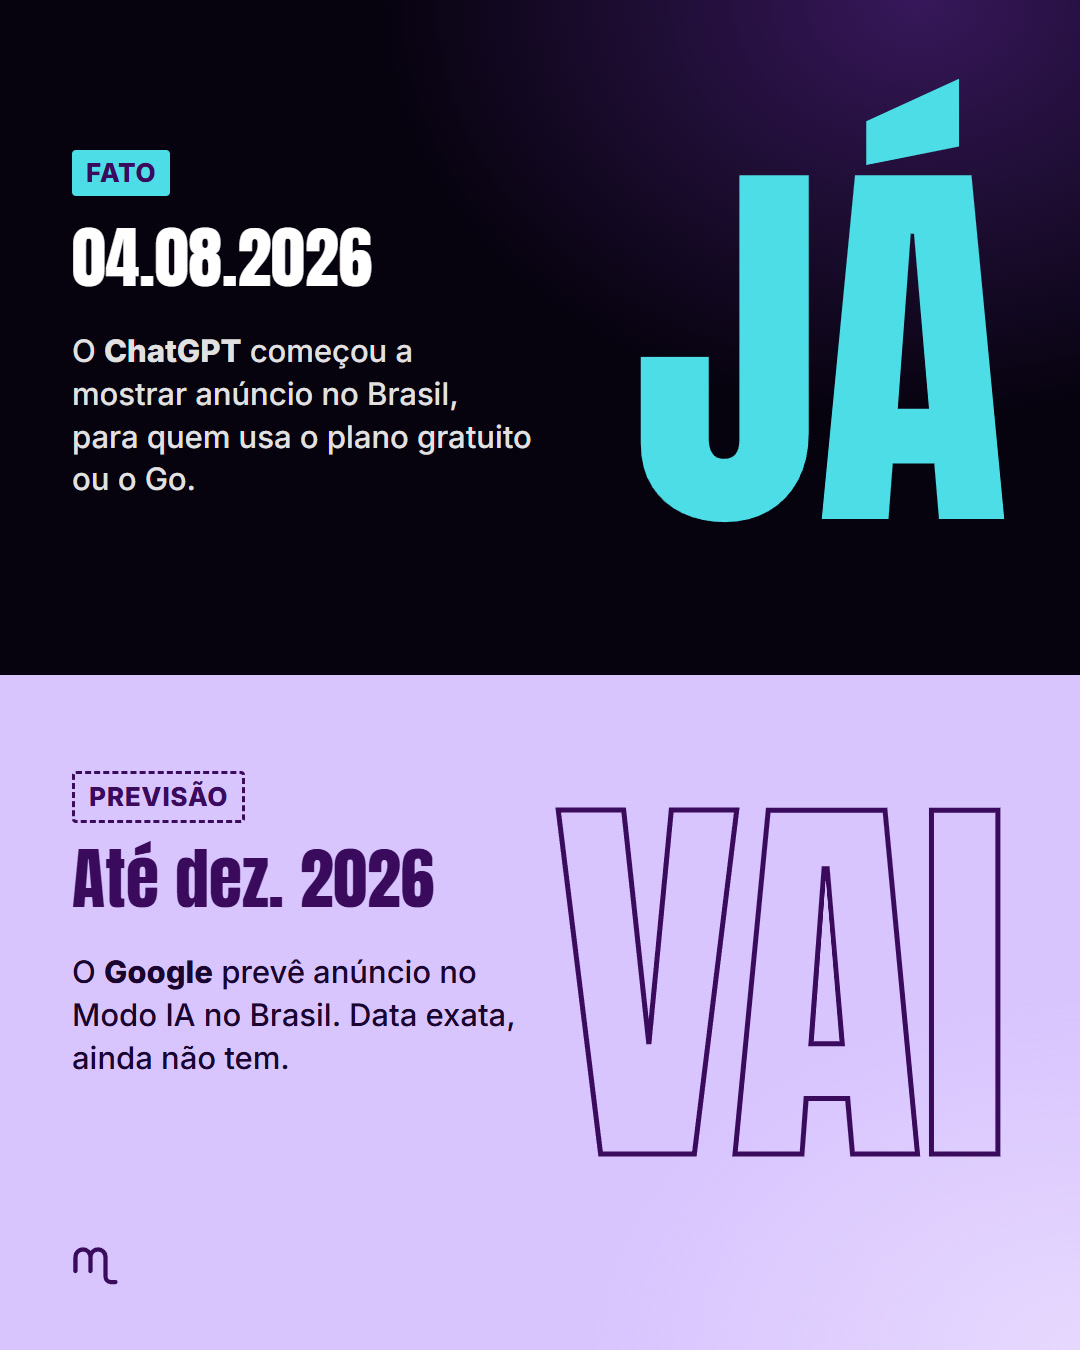 FATO
04.08.2026
O ChatGPT começou a
mostrar anúncio no Brasil,
para quem usa o plano gratuito
ou o Go.
JÁ
PREVISÃO
Até dez. 2026
O Google prevê anúncio no
Modo IA no Brasil. Data exata,
ainda não tem.
VAI